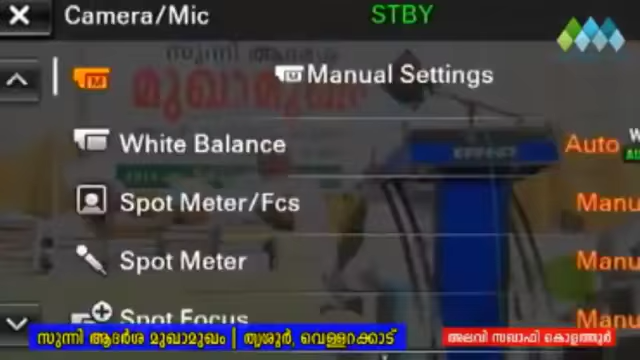 Camera/Mic
STBY
Manual Settings
സുന്നി ആദർശ
മുഖാമുഖം
White Balance
Auto
Spot Meter/Fcs
Manu
Spot Meter
Manu
Spot Focus
Manu
സുന്നി ആദർശ മുഖാമുഖം | തൃശൂർ, വെള്ളറക്കാട്
അലവി സഖാഫി കൊളത്തൂർ